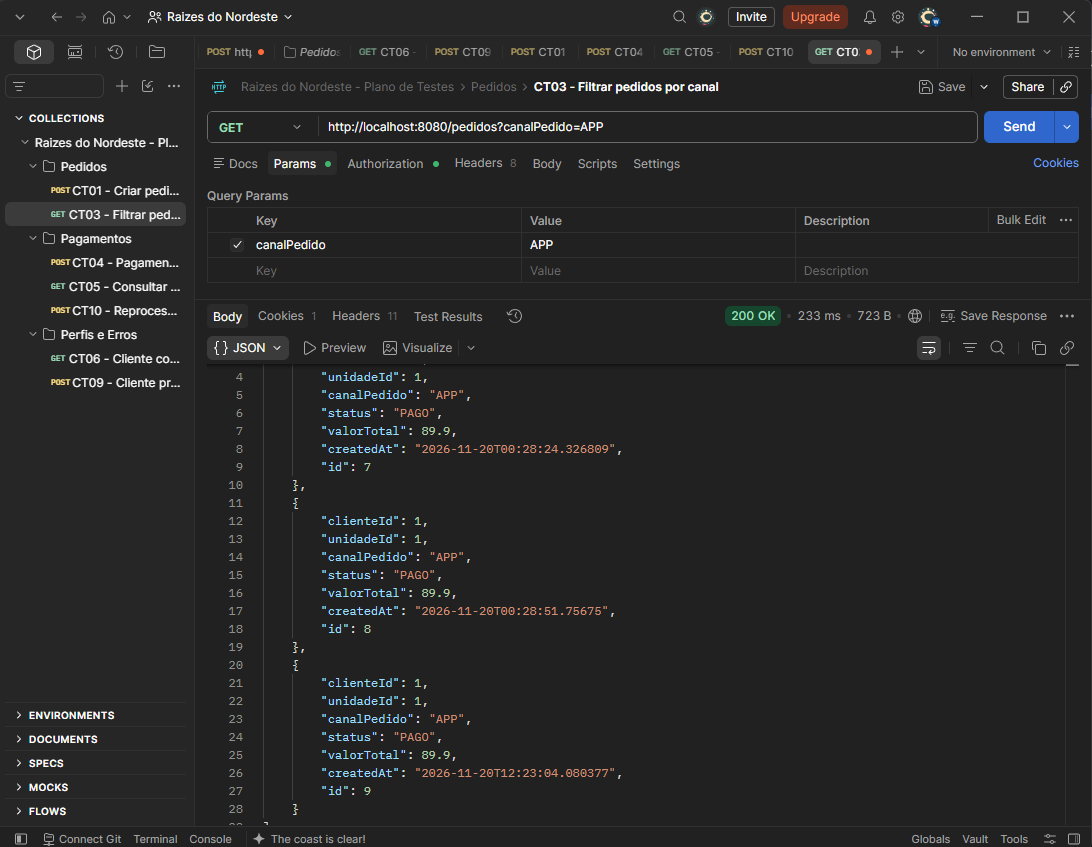 Raizes do Nordeste
Invite
Upgrade
POST htt
Pedido
GET CT06
POST CT09
POST CT01
POST CT04
GET CT05
POST CT10
GET CT0
No environment
Raizes do Nordeste - Plano de Testes > Pedidos > CT03 - Filtrar pedidos por canal
Save
Share
COLLECTIONS
Raizes do Nordeste - Pl...
Pedidos
POST CT01 - Criar pedi...
GET CT03 - Filtrar ped...
Pagamentos
POST CT04 - Pagamen...
GET CT05 - Consultar ...
POST CT10 - Reproces...
Perfis e Erros
GET CT06 - Cliente co...
POST CT09 - Cliente pr...
ENVIRONMENTS
DOCUMENTS
SPECS
MOCKS
FLOWS
HTTP
GET
http://localhost:8080/pedidos?canalPedido=APP
Send
Docs
Params
Authorization
Headers 8
Body
Scripts
Settings
Cookies
Query Params
Key
Value
Description
Bulk Edit
canalPedido
APP
Key
Value
Description
Body
Cookies 1
Headers 11
Test Results
200 OK
233 ms
723 B
e.g. Save Response
{} JSON
Preview
Visualize
4 "unidadeId": 1,
5 "canalPedido": "APP",
6 "status": "PAGO",
7 "valorTotal": 89.9,
8 "createdAt": "2026-11-20T00:28:24.326809",
9 "id": 7
10 },
11 {
12 "clienteId": 1,
13 "unidadeId": 1,
14 "canalPedido": "APP",
15 "status": "PAGO",
16 "valorTotal": 89.9,
17 "createdAt": "2026-11-20T00:28:51.75675",
18 "id": 8
19 },
20 {
21 "clienteId": 1,
22 "unidadeId": 1,
23 "canalPedido": "APP",
24 "status": "PAGO",
25 "valorTotal": 89.9,
26 "createdAt": "2026-11-20T12:23:04.080377",
27 "id": 9
28 }
Connect Git
Terminal
Console
The coast is clear!
Globals
Vault
Tools